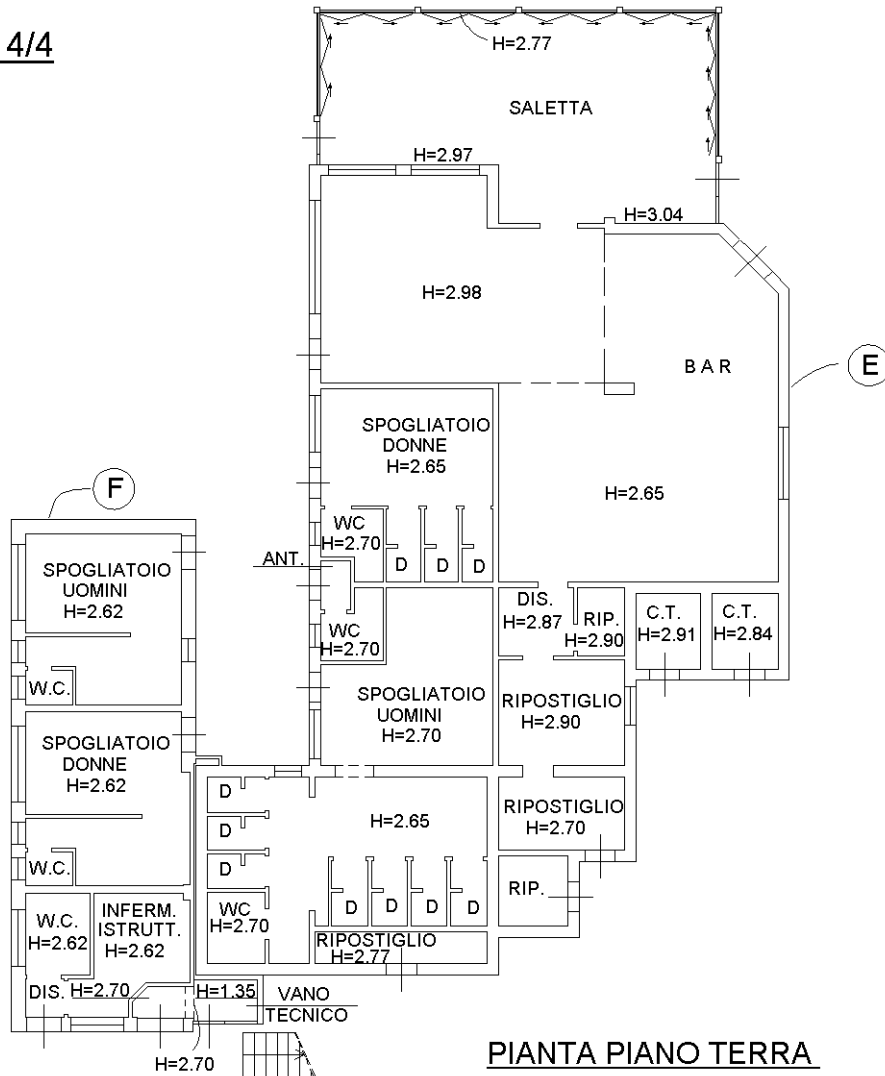 4/4
H=2.77
SALETTA
H=2.97
H=3.04
H=2.98
BAR
E
SPOGLIATOIO
DONNE
H=2.65
H=2.65
F
WC
H=2.70
D
D
D
ANT.
SPOGLIATOIO
UOMINI
H=2.62
DIS.
H=2.87
RIP.
H=2.90
C.T.
H=2.91
C.T.
H=2.84
WC
H=2.70
W.C.
SPOGLIATOIO
UOMINI
H=2.70
RIPOSTIGLIO
H=2.90
SPOGLIATOIO
DONNE
H=2.62
D
D
D
H=2.65
RIPOSTIGLIO
H=2.70
W.C.
RIP.
D
D
D
D
W.C.
H=2.62
INFERM.
ISTRUTT.
H=2.62
WC
H=2.70
RIPOSTIGLIO
H=2.77
DIS.
H=2.70
H=1.35
VANO
TECNICO
H=2.70
PIANTA PIANO TERRA